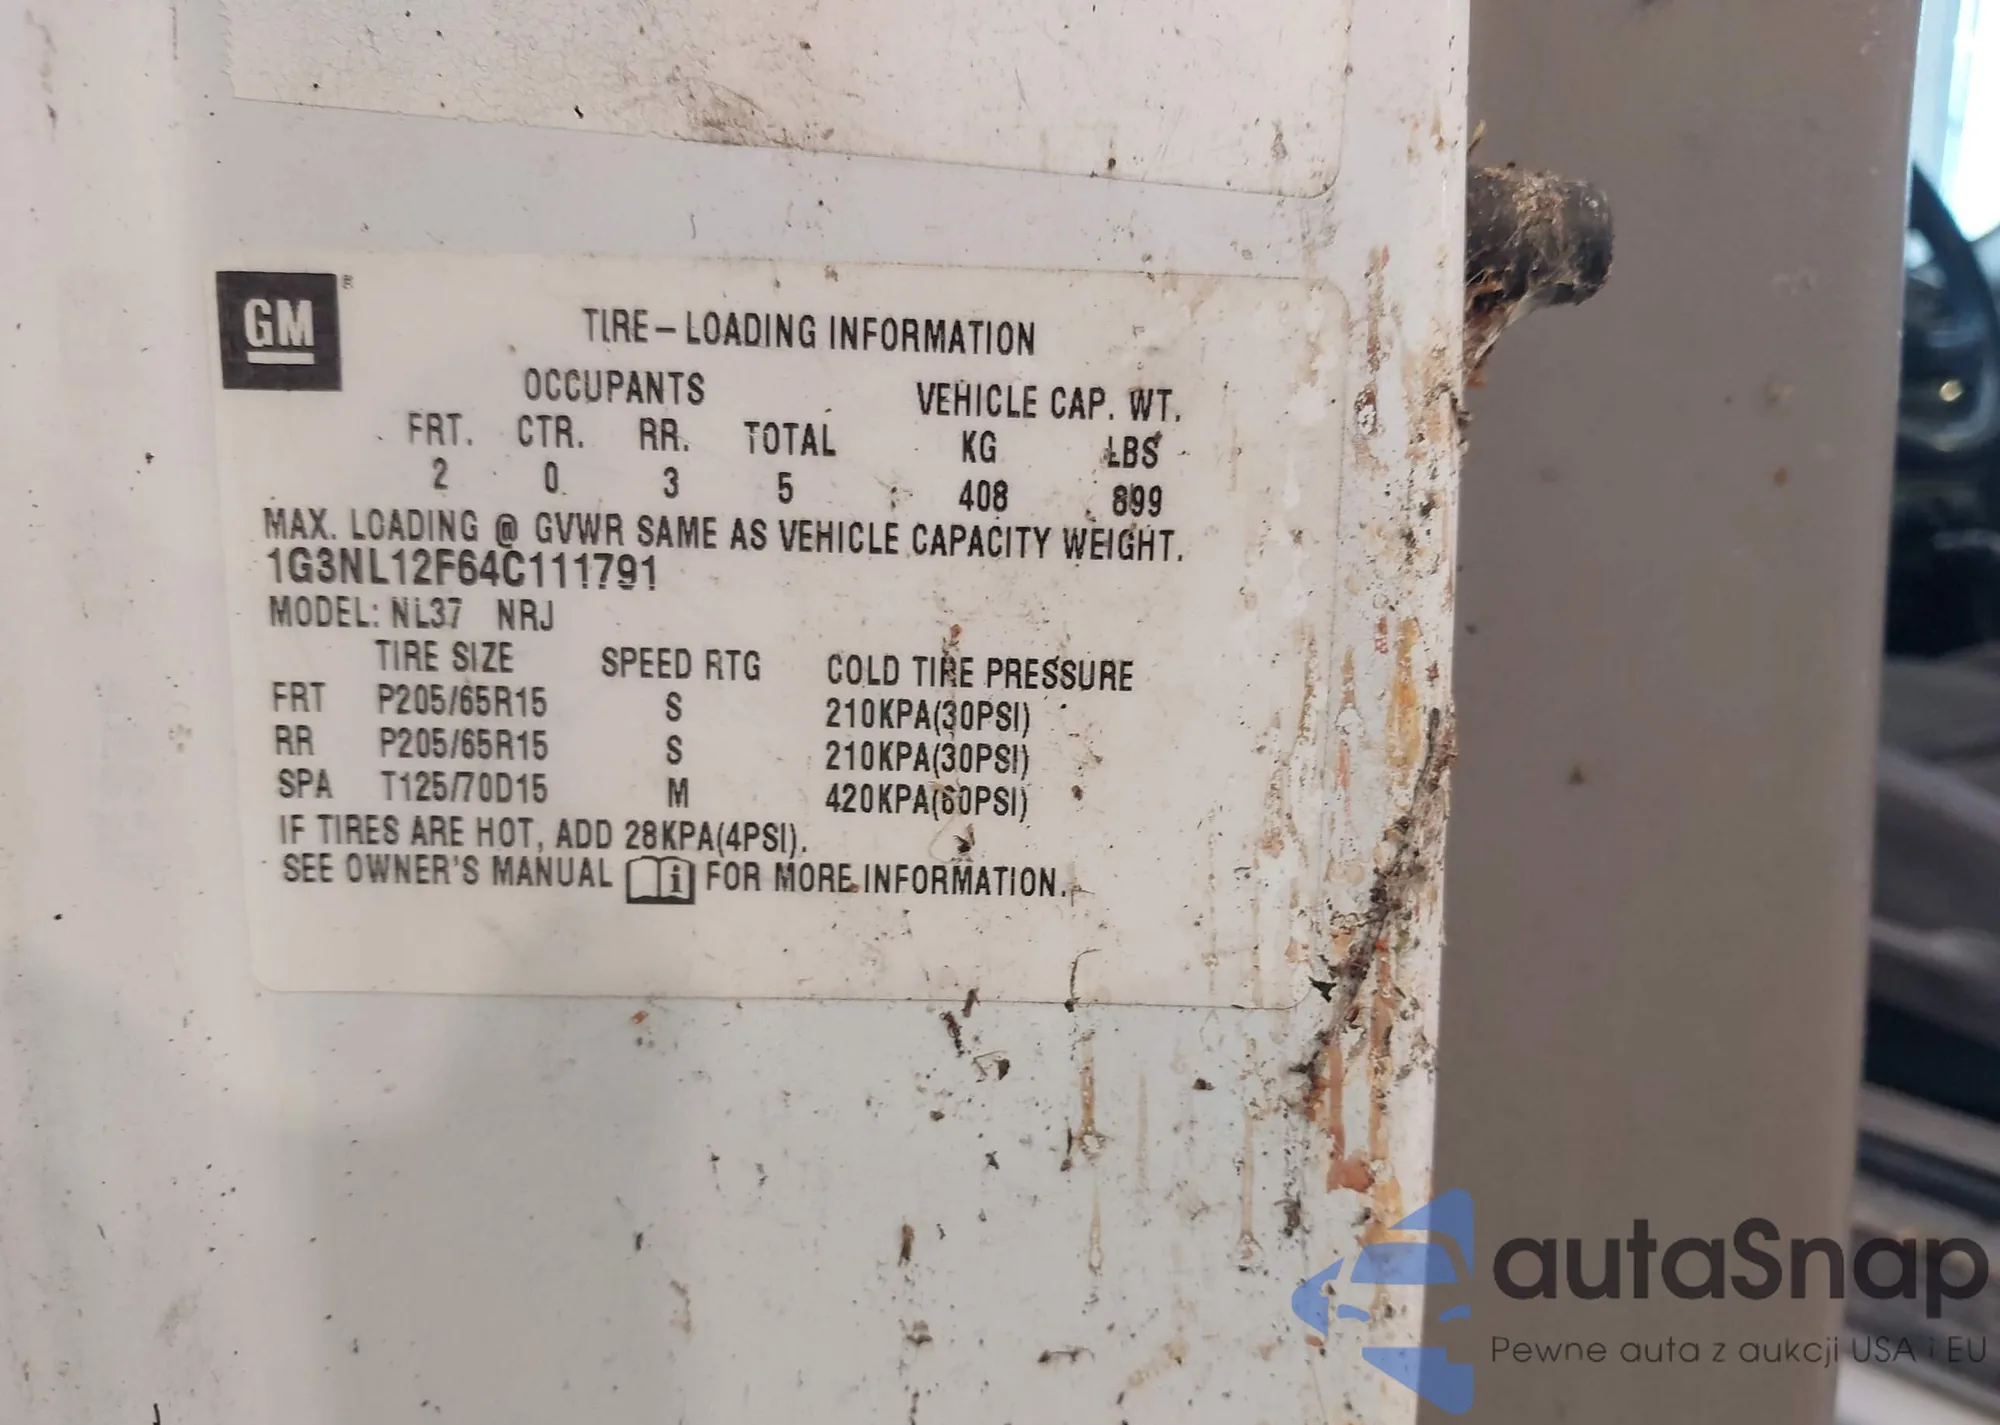 GM ®
TIRE – LOADING INFORMATION
OCCUPANTS VEHICLE CAP. WT.
FRT. CTR. RR. TOTAL KG LBS
2 0 3 5 408 899
MAX. LOADING @ GVWR SAME AS VEHICLE CAPACITY WEIGHT.
1G3NL12F64C111791
MODEL: NL37 NRJ
TIRE SIZE SPEED RTG COLD TIRE PRESSURE
FRT P205/65R15 S 210KPA(30PSI)
RR P205/65R15 S 210KPA(30PSI)
SPA T125/70D15 M 420KPA(60PSI)
IF TIRES ARE HOT, ADD 28KPA(4PSI).
SEE OWNER'S MANUAL i FOR MORE INFORMATION.
autaSnap
Pewne auta z aukcji USA i EU